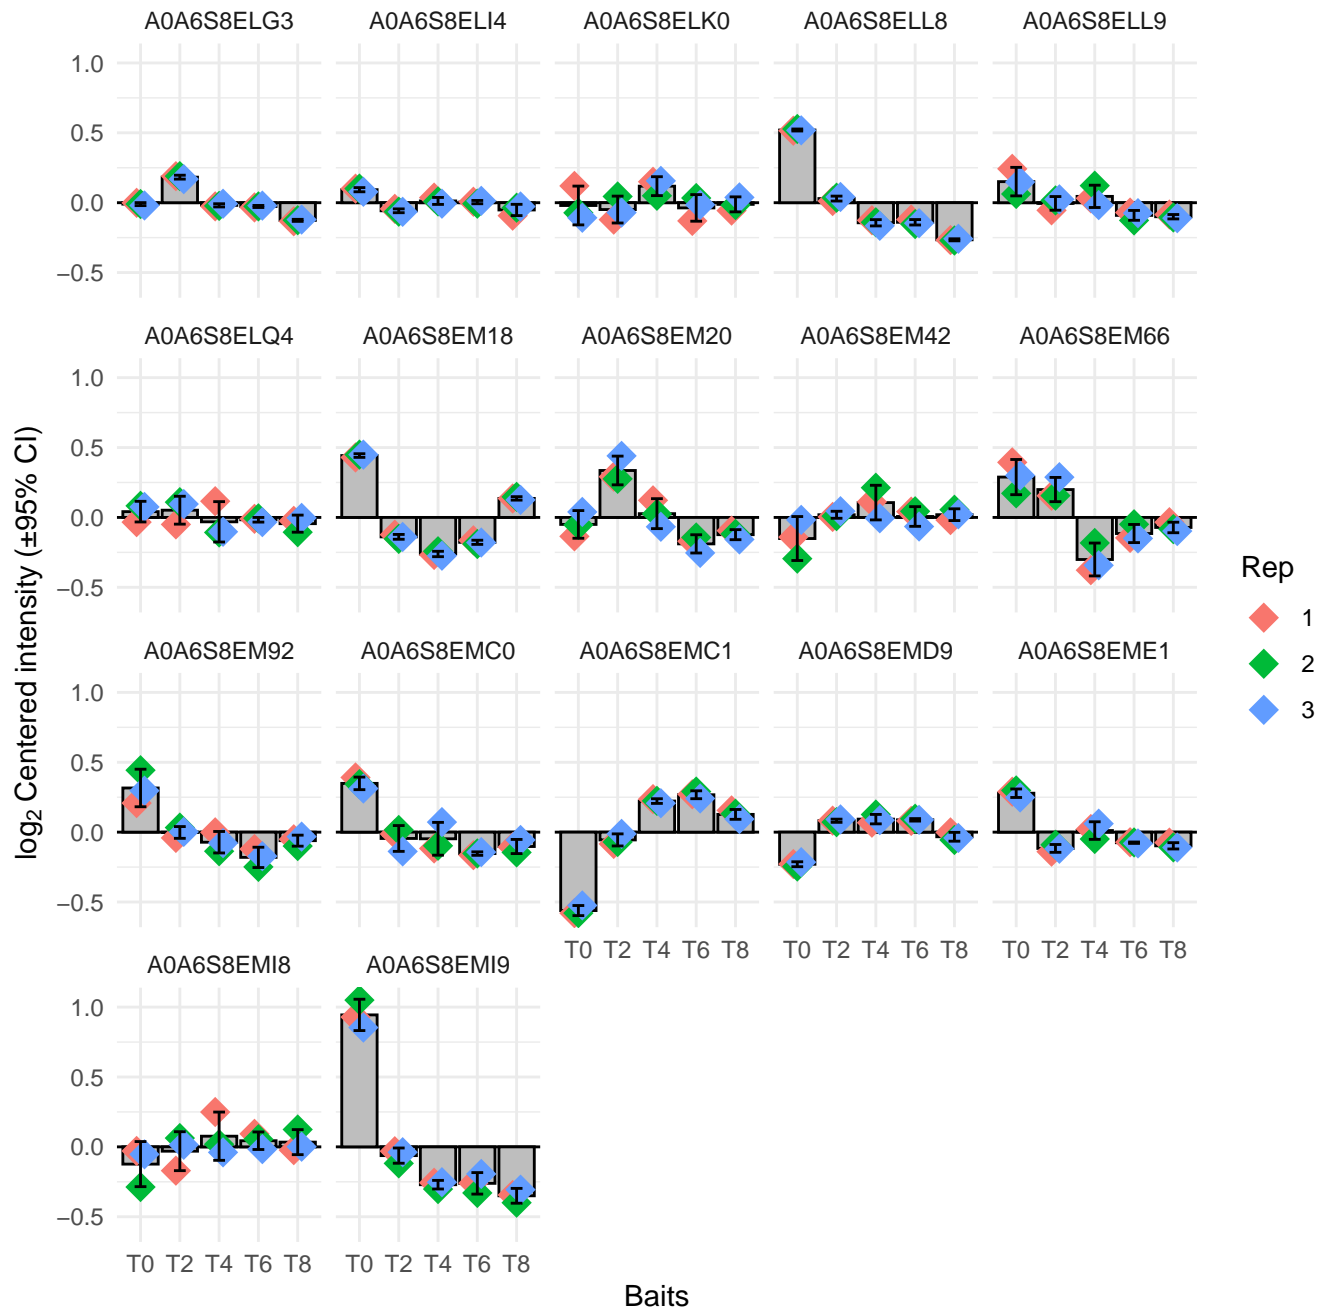 A0A6S8ELG3 A0A6S8ELI4 A0A6S8ELK0 A0A6S8ELL8 A0A6S8ELL9
1.0
0.5
0.0
−0.5
A0A6S8ELQ4 A0A6S8EM18 A0A6S8EM20 A0A6S8EM42 A0A6S8EM66
1.0
0.5
0.0
−0.5
A0A6S8EM92 A0A6S8EMC0 A0A6S8EMC1 A0A6S8EMD9 A0A6S8EME1
1.0
0.5
0.0
−0.5
T0 T2 T4 T6 T8 T0 T2 T4 T6 T8 T0 T2 T4 T6 T8
A0A6S8EMI8 A0A6S8EMI9
1.0
0.5
0.0
−0.5
T0 T2 T4 T6 T8 T0 T2 T4 T6 T8
Baits
log₂ Centered intensity (±95% CI)
Rep
1
2
3